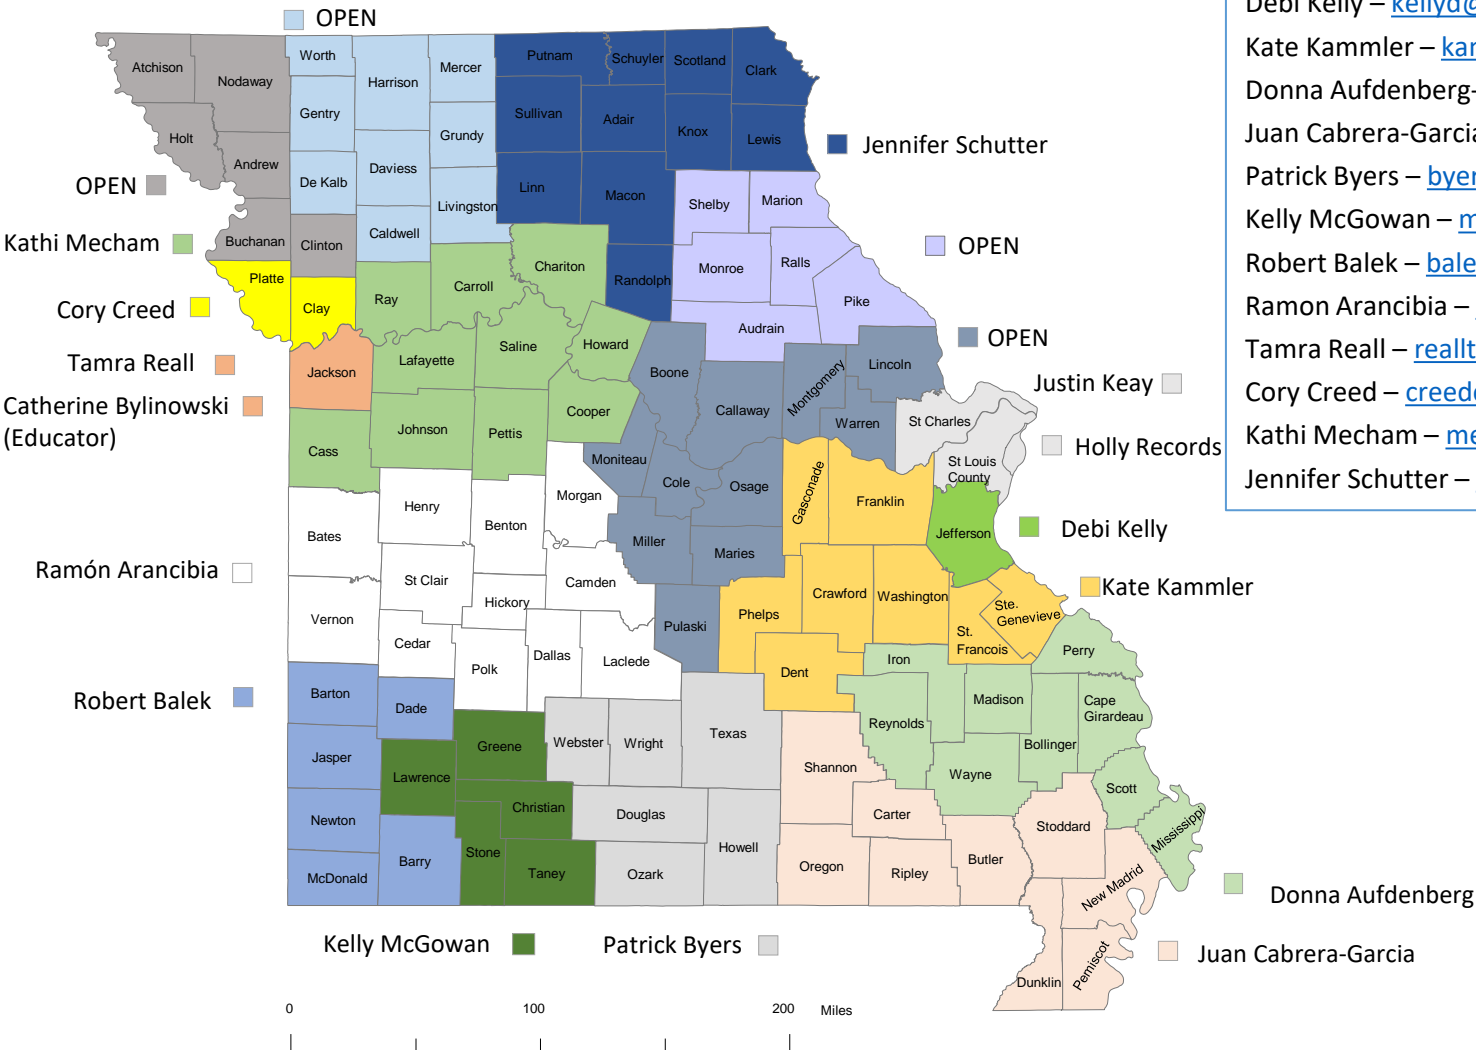 OPEN
Debi Kelly – kellyd@
Kate Kammler – kar
Donna Aufdenberg-
Juan Cabrera-Garcia
Patrick Byers – byer
Kelly McGowan – m
Robert Balek – bale
Ramon Arancibia –
Tamra Reall – reallt
Cory Creed – creed
Kathi Mecham – me
Jennifer Schutter –
Worth
Harrison
Mercer
Putnam
Schuyler
Scotland
Clark
Atchison
Nodaway
Gentry
Grundy
Sullivan
Adair
Knox
Lewis
Holt
Andrew
De Kalb
Daviess
Livingston
Linn
Macon
Jennifer Schutter
OPEN
Buchanan
Clinton
Caldwell
Shelby
Marion
Kathi Mecham
Platte
Clay
Ray
Carroll
Chariton
Randolph
Monroe
Ralls
Pike
OPEN
Cory Creed
Audrain
Tamra Reall
Jackson
Lafayette
Saline
Howard
Boone
Callaway
Montgomery
Lincoln
Warren
OPEN
Catherine Bylinowski
(Educator)
Cass
Johnson
Pettis
Cooper
Moniteau
Cole
Osage
Gasconade
Franklin
St Charles
St Louis
County
Justin Keay
Holly Records
Bates
Henry
Benton
Morgan
Miller
Maries
Jefferson
Debi Kelly
Ramón Arancibia
St Clair
Hickory
Camden
Pulaski
Phelps
Crawford
Washington
St.
Francois
Ste.
Genevieve
Kate Kammler
Vernon
Cedar
Polk
Dallas
Laclede
Dent
Iron
Perry
Robert Balek
Barton
Dade
Greene
Webster
Wright
Texas
Reynolds
Madison
Bollinger
Cape
Girardeau
Jasper
Lawrence
Christian
Douglas
Shannon
Carter
Wayne
Scott
Mississippi
Newton
Barry
Stone
Taney
Ozark
Howell
Oregon
Ripley
Butler
Stoddard
New Madrid
McDonald
Donna Aufdenberg
Kelly McGowan
Patrick Byers
Dunklin
Pemiscot
Juan Cabrera-Garcia
0
100
200
Miles